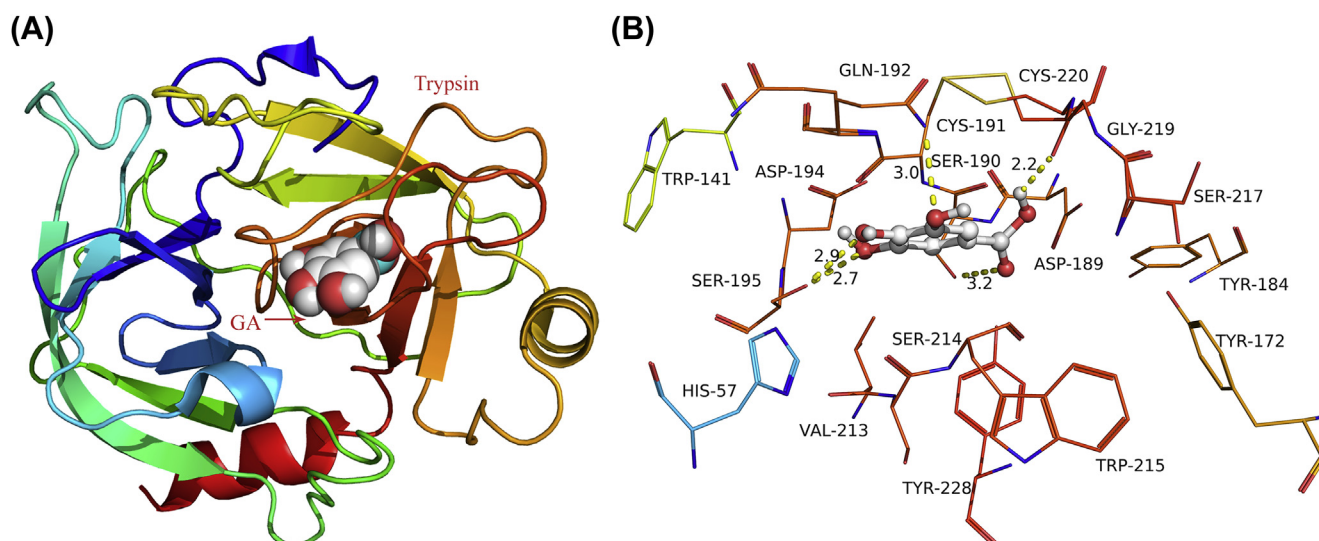 (A)
Trypsin
GA
(B)
GLN-192
CYS-220
CYS-191
GLY-219
SER-190
2.2
TRP-141
ASP-194
3.0
SER-217
2.9
ASP-189
SER-195
2.7
3.2
TYR-184
SER-214
TYR-172
HIS-57
VAL-213
TRP-215
TYR-228